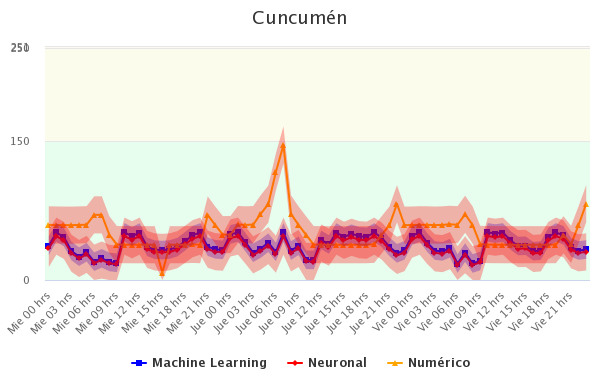 Cuncumén
150
0
Mie 00 hrs
Mie 03 hrs
Mie 06 hrs
Mie 09 hrs
Mie 12 hrs
Mie 15 hrs
Mie 18 hrs
Mie 21 hrs
Jue 00 hrs
Jue 03 hrs
Jue 06 hrs
Jue 09 hrs
Jue 12 hrs
Jue 15 hrs
Jue 18 hrs
Jue 21 hrs
Vie 00 hrs
Vie 03 hrs
Vie 06 hrs
Vie 09 hrs
Vie 12 hrs
Vie 15 hrs
Vie 18 hrs
Vie 21 hrs
Machine Learning Neuronal Numérico